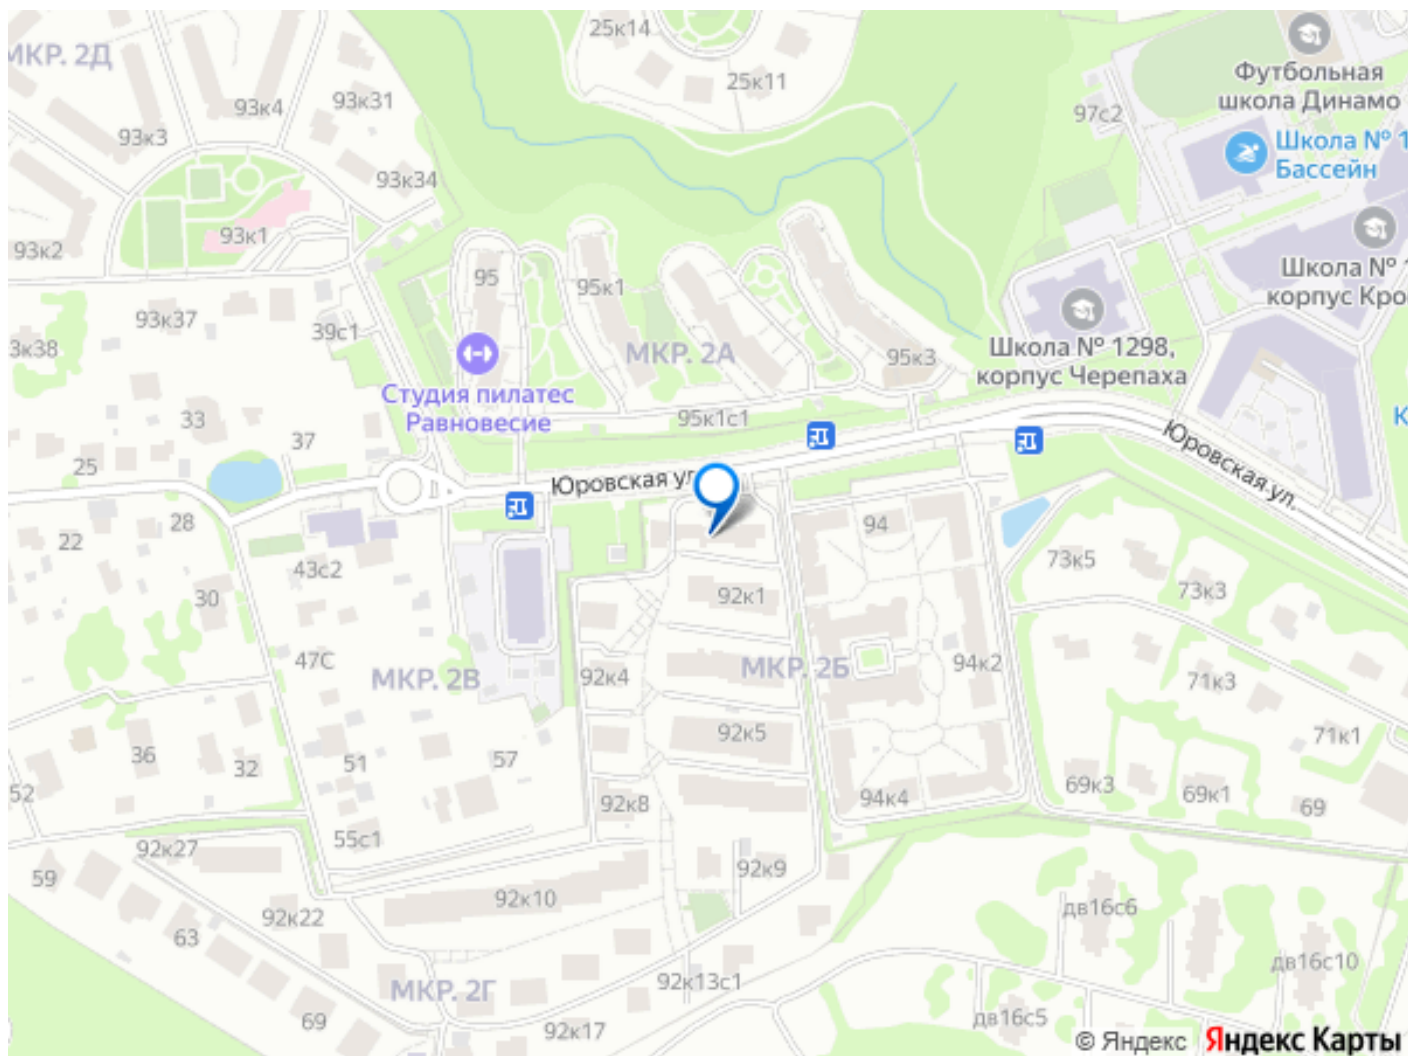 25к14
МКР. 2Д
25к11
93к31
93к4
93к3
Футбольная
школа Динамо
97с2
Школа № 1
Бассейн
93к34
93к1
93к2
95
95к1
Школа № 1
корпус Кро
93к37
39с1
3к38
МКР. 2А
95к3
Школа № 1298,
корпус Черепаха
Студия пилатес
Равновесие
95к1с1
33
37
25
К
Юровская ул.
Юровская ул
28
22
94
43с2
73к5
73к3
30
92к1
47С
МКР. 2В
92к4
МКР. 2Б
94к2
71к3
36
32
51
57
92к5
71к1
52
92к8
94к4
69к3
69к1
69
55с1
92к27
59
92к9
92к10
92к22
63
дв16с6
дв16с10
МКР. 2Г
92к13с1
69
92к17
дв16с5
© Яндекс Яндекс Карты